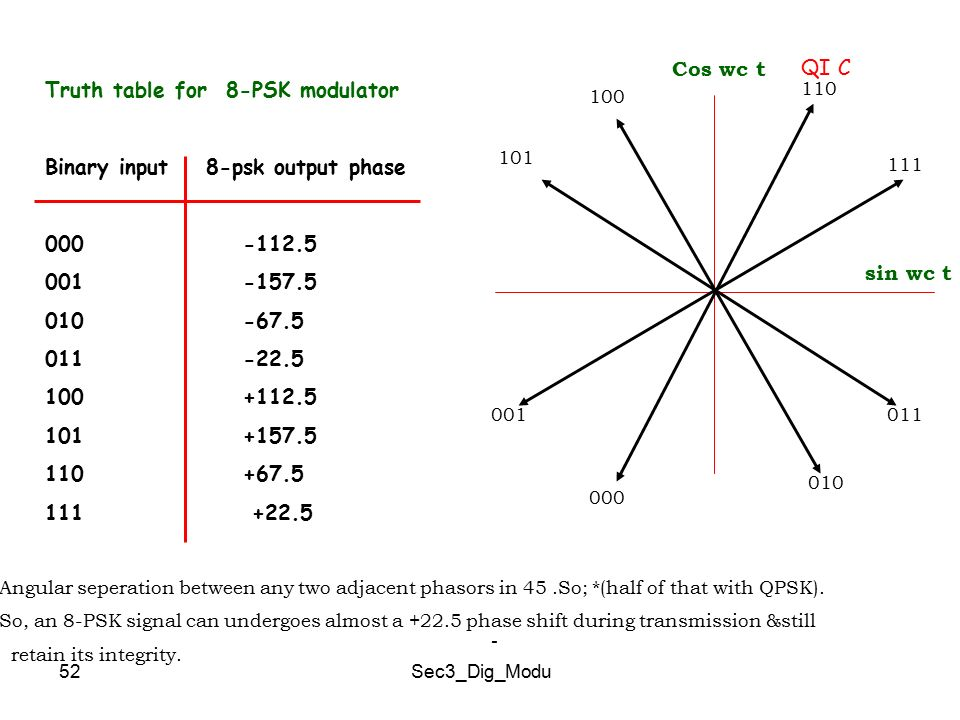 Truth table for 8-PSK modulator
Binary input 8-psk output phase
000 -112.5
001 -157.5
010 -67.5
011 -22.5
100 +112.5
101 +157.5
110 +67.5
111 +22.5
Cos wc t
QI C
110
100
101
111
sin wc t
001
011
010
000
Angular seperation between any two adjacent phasors in 45 .So; *(half of that with QPSK).
So, an 8-PSK signal can undergoes almost a +22.5 phase shift during transmission &still
-
retain its integrity.
52
Sec3_Dig_Modu